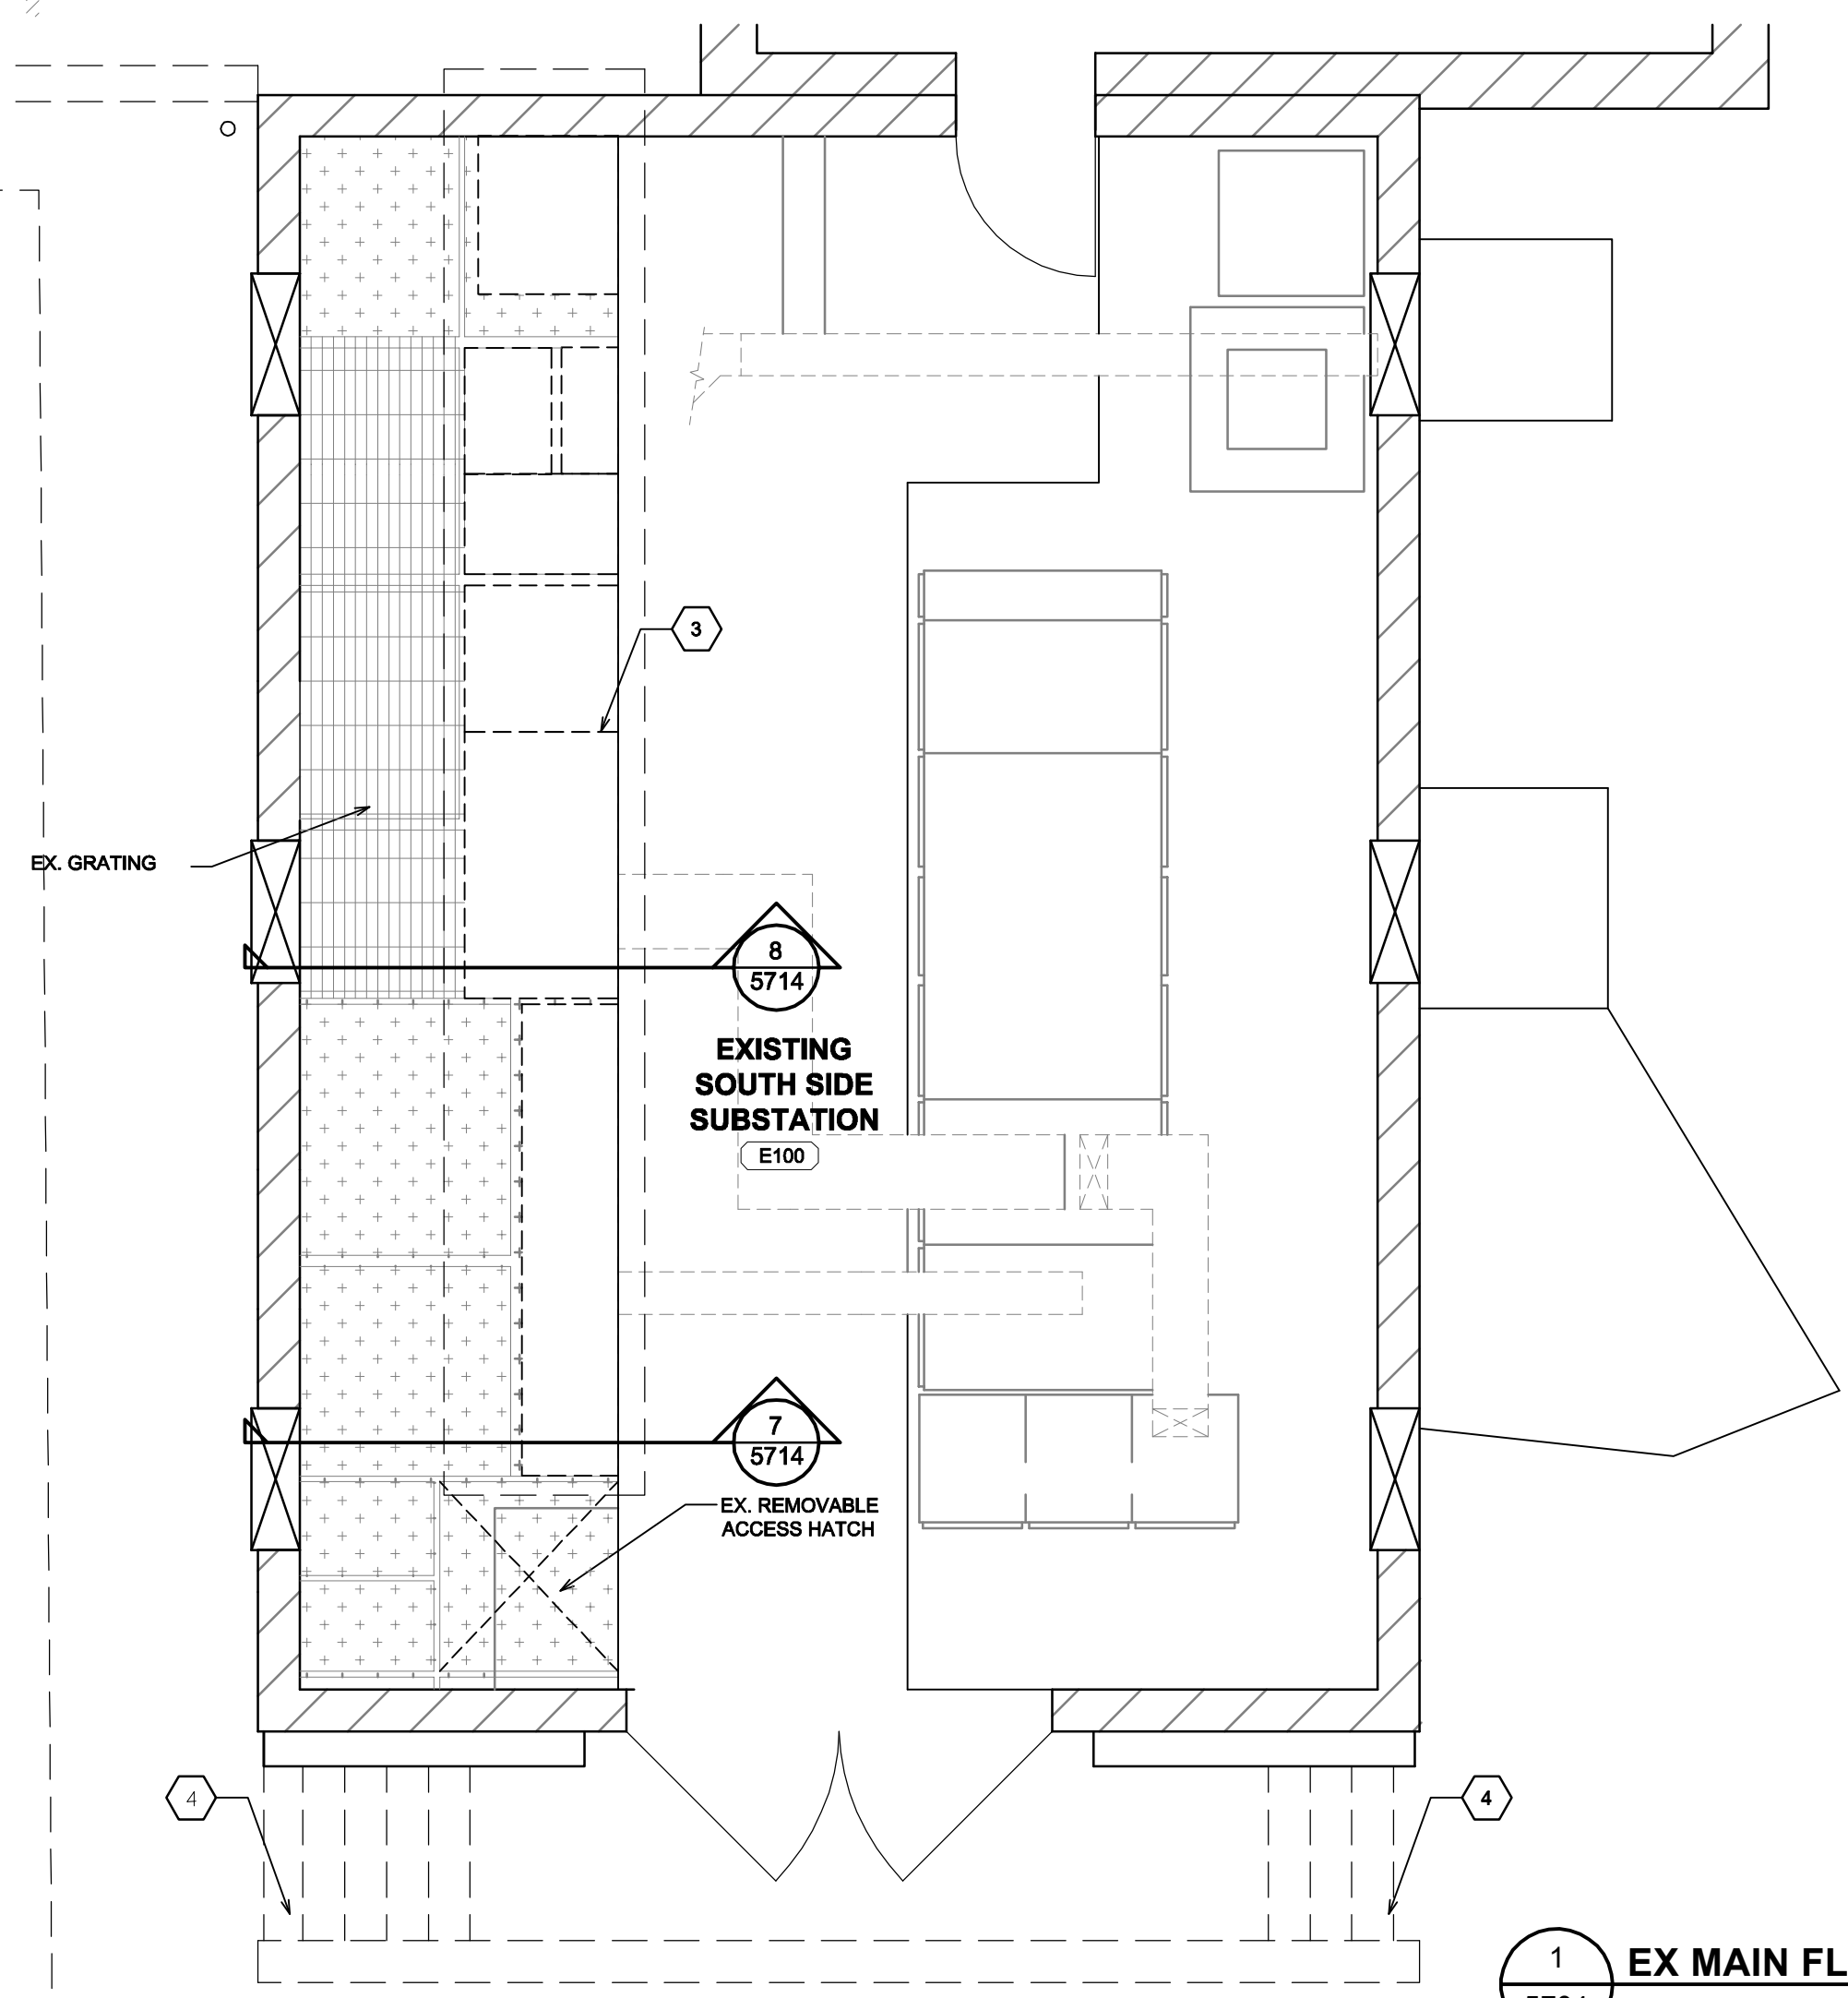 3
EX. GRATING
8
5714
EXISTING
SOUTH SIDE
SUBSTATION
E100
7
5714
EX. REMOVABLE
ACCESS HATCH
4
4
1
EX MAIN FL